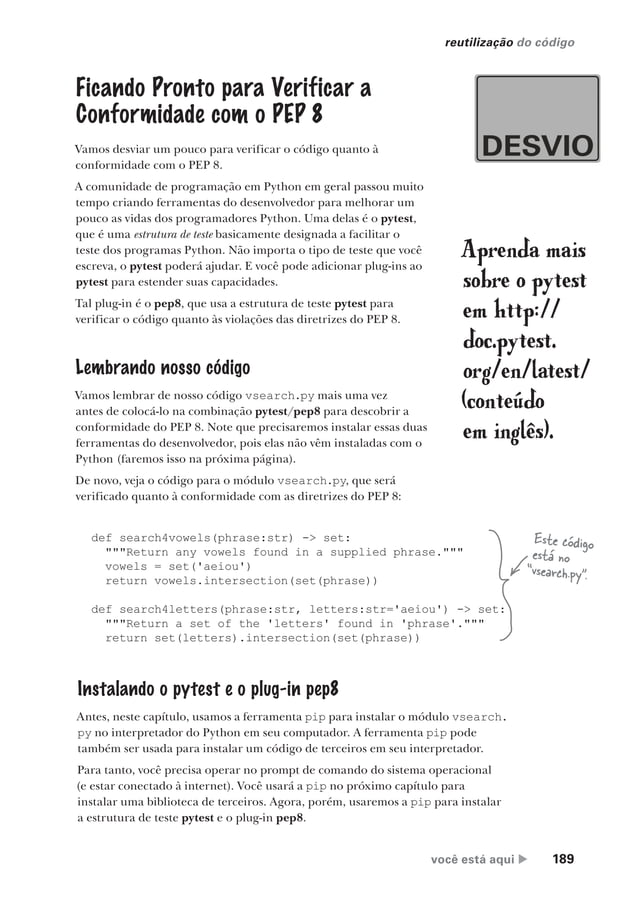 reutilização do código
Ficando Pronto para Verificar a
Conformidade com o PEP 8
Vamos desviar um pouco para verificar o código quanto à
conformidade com o PEP 8.
A comunidade de programação em Python em geral passou muito
tempo criando ferramentas do desenvolvedor para melhorar um
pouco as vidas dos programadores Python. Uma delas é o pytest,
que é uma estrutura de teste basicamente designada a facilitar o
teste dos programas Python. Não importa o tipo de teste que você
escreva, o pytest poderá ajudar. E você pode adicionar plug-ins ao
pytest para estender suas capacidades.
Tal plug-in é o pep8, que usa a estrutura de teste pytest para
verificar o código quanto às violações das diretrizes do PEP 8.
DESVIO
Aprenda mais
sobre o pytest
em http://
doc.pytest.
org/en/latest/
(conteúdo
em inglês).
Lembrando nosso código
Vamos lembrar de nosso código vsearch.py mais uma vez
antes de colocá-lo na combinação pytest/pep8 para descobrir a
conformidade do PEP 8. Note que precisaremos instalar essas duas
ferramentas do desenvolvedor, pois elas não vêm instaladas com o
Python (faremos isso na próxima página).
De novo, veja o código para o módulo vsearch.py, que será
verificado quanto à conformidade com as diretrizes do PEP 8:
def search4vowels(phrase:str) -> set:
"""Return any vowels found in a supplied phrase."""
vowels = set('aeiou')
return vowels.intersection(set(phrase))
def search4letters(phrase:str, letters:str='aeiou') -> set:
"""Return a set of the 'letters' found in 'phrase'."""
return set(letters).intersection(set(phrase))
Este código
está no
"vsearch.py".
Instalando o pytest e o plug-in pep8
Antes, neste capítulo, usamos a ferramenta pip para instalar o módulo vsearch.
py no interpretador do Python em seu computador. A ferramenta pip pode
também ser usada para instalar um código de terceiros em seu interpretador.
Para tanto, você precisa operar no prompt de comando do sistema operacional
(e estar conectado à internet). Você usará a pip no próximo capítulo para
instalar uma biblioteca de terceiros. Agora, porém, usaremos a pip para instalar
a estrutura de teste pytest e o plug-in pep8.
você está aqui ▶ 189